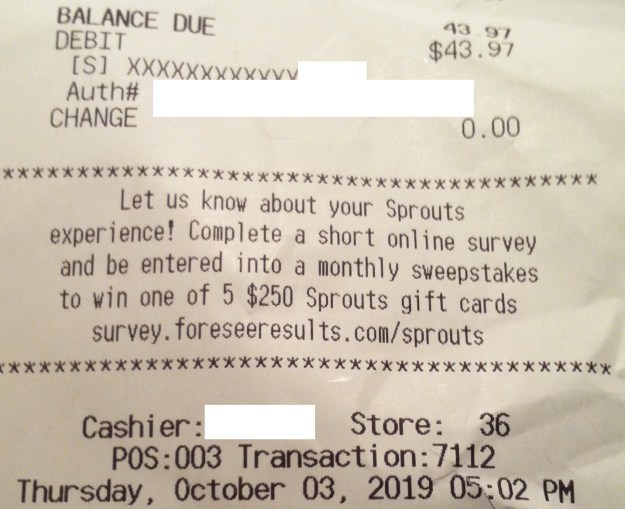 BALANCE DUE 43.97
DEBIT $43.97
[S] XXXXXXXXXXXXX
Auth#
CHANGE 0.00
****************************************
Let us know about your Sprouts
experience! Complete a short online survey
and be entered into a monthly sweepstakes
to win one of 5 $250 Sprouts gift cards
survey.foreseeresults.com/sprouts
****************************************
Cashier: Store: 36
POS:003 Transaction:7112
Thursday, October 03, 2019 05:02 PM